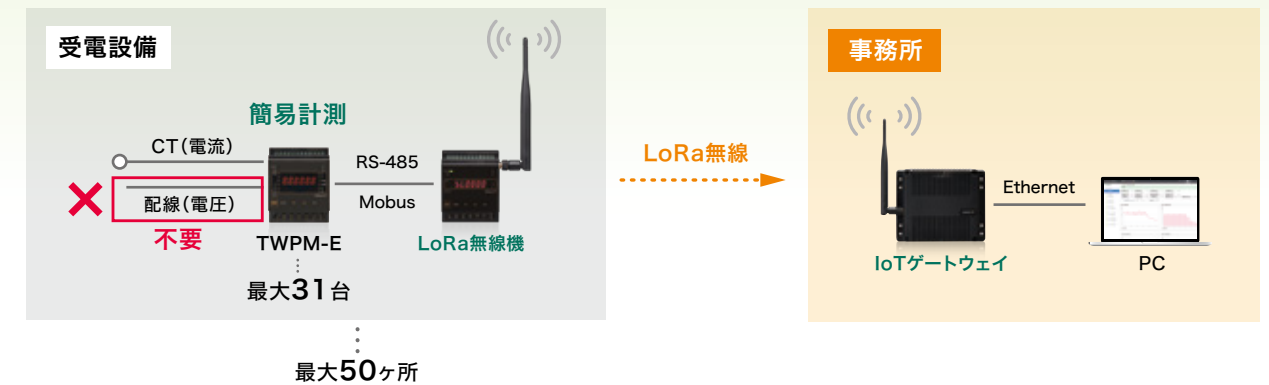 受電設備
簡易計測
CT(電流)
配線(電圧)
不要
TWPM-E
最大31台
RS-485
Mobus
LoRa無線機
最大50ヶ所
LoRa無線
事務所
IoTゲートウェイ
Ethernet
PC